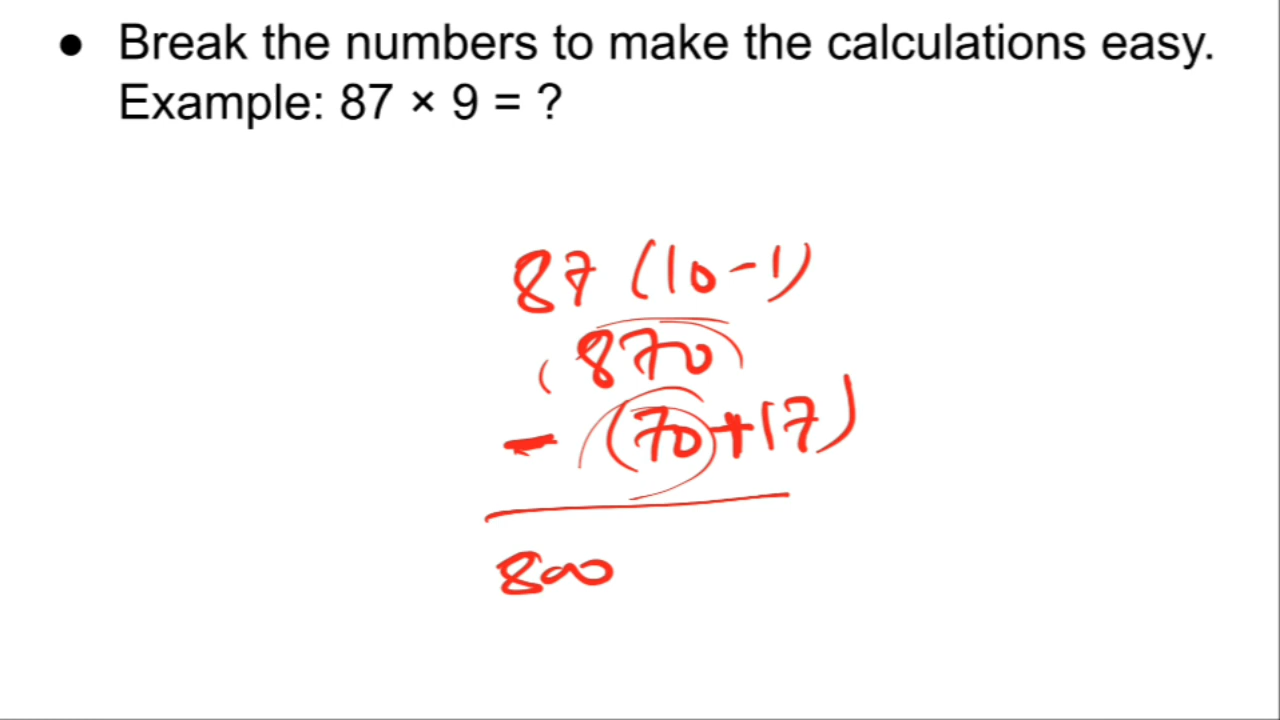 ● Break the numbers to make the calculations easy.
Example: 87 × 9 = ?
87 (10-1)
(870)
- (70+17)
800